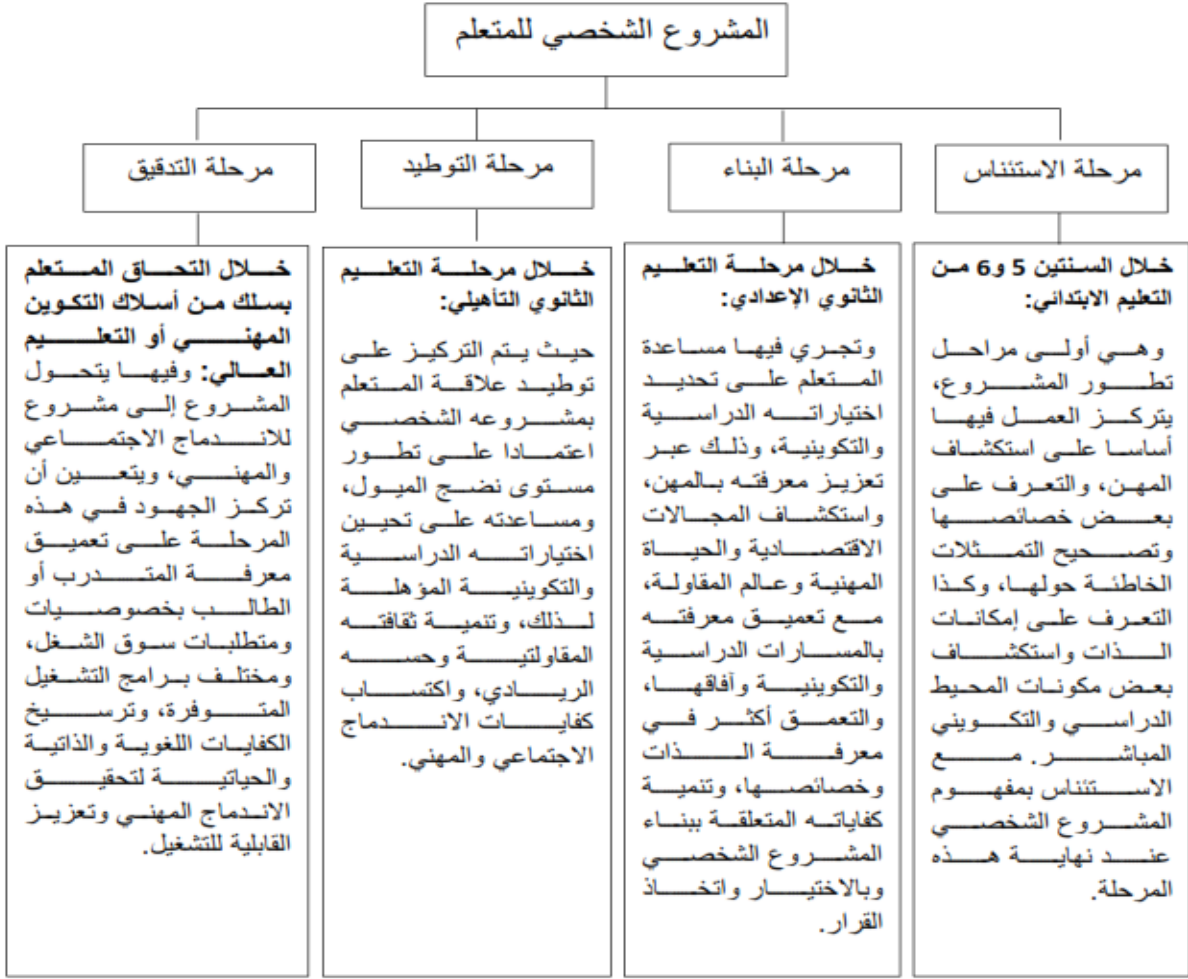 المشروع الشخصي للمتعلم
مرحلة الاستئناس
مرحلة البناء
مرحلة التوطيد
مرحلة التدقيق
خلال السنتين 5 و6 من
التعليم الابتدائي:
وهي أولى مراحل
تطور المشروع،
يتركز العمل فيها
أساسا على استكشاف
المهن، والتعرف على
بعض خصائصها
وتصحيح التمثلات
الخاطئة حولها، وكذا
التعرف على إمكانات
الذات واستكشاف
بعض مكونات المحيط
الدراسي والتكويني
المباشر. مع
الاستئناس بمفهوم
المشروع الشخصي
عند نهاية هذه
المرحلة.
خلال مرحلة التعليم
الثانوي الإعدادي:
وتجري فيها مساعدة
المتعلم على تحديد
اختياراته الدراسية
والتكوينية، وذلك عبر
تعزيز معرفته بالمهن،
واستكشاف المجالات
الاقتصادية والحياة
المهنية وعالم المقاولة،
مع تعميق معرفته
بالمسارات الدراسية
والتكوينية وآفاقها،
والتعمق أكثر في
معرفة الذات
وخصائصها، وتنمية
كفاياته المتعلقة ببناء
المشروع الشخصي
وبالاختيار واتخاذ
القرار.
خلال مرحلة التعليم
الثانوي التأهيلي:
حيث يتم التركيز على
توطيد علاقة المتعلم
بمشروعه الشخصي
اعتمادا على تطور
مستوى نضج الميول،
ومساعدته على تحيين
اختياراته الدراسية
والتكوينية المؤهلة
لذلك، وتنمية ثقافته
المقاولتية وحسه
الريادي، واكتساب
كفايات الاندماج
الاجتماعي والمهني.
خلال التحاق المتعلم
بسلك من أسلاك التكوين
المهني أو التعليم
العالي: وفيها يتحول
المشروع إلى مشروع
للاندماج الاجتماعي
والمهني، ويتعين أن
تركز الجهود في هذه
المرحلة على تعميق
معرفة المتدرب أو
الطالب بخصوصيات
ومتطلبات سوق الشغل،
ومختلف برامج التشغيل
المتوفرة، وترسيخ
الكفايات اللغوية والذاتية
والحياتية لتحقيق
الاندماج المهني وتعزيز
القابلية للتشغيل.